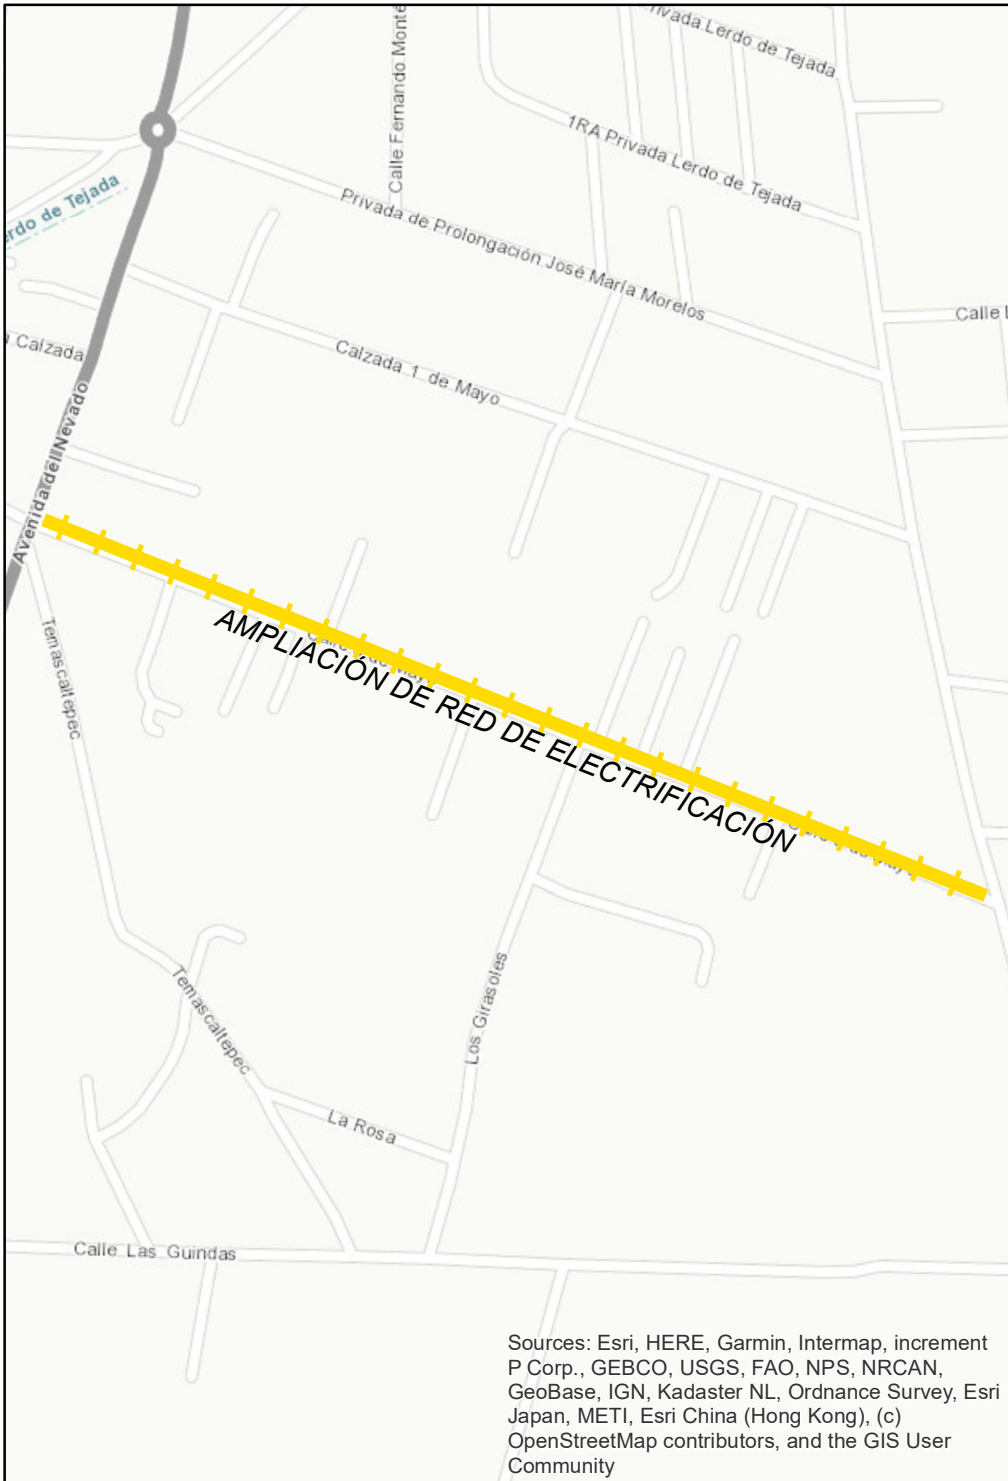 rivada Lerdo de Tejada
Calle Fernando Monte
1RA Privada Lerdo de Tejada
rdo de Tejada
Privada de Prolongación José María Morelos
Calle
Calzada 1 de Mayo
Calzada
Avenida del Nevado
Temascaltepec
AMPLIACIÓN DE RED DE ELECTRIFICACIÓN
Los Girasoles
Temascaltepec
La Rosa
Calle Las Guindas
Sources: Esri, HERE, Garmin, Intermap, increment
P Corp., GEBCO, USGS, FAO, NPS, NRCAN,
GeoBase, IGN, Kadaster NL, Ordnance Survey, Esri
Japan, METI, Esri China (Hong Kong), (c)
OpenStreetMap contributors, and the GIS User
Community